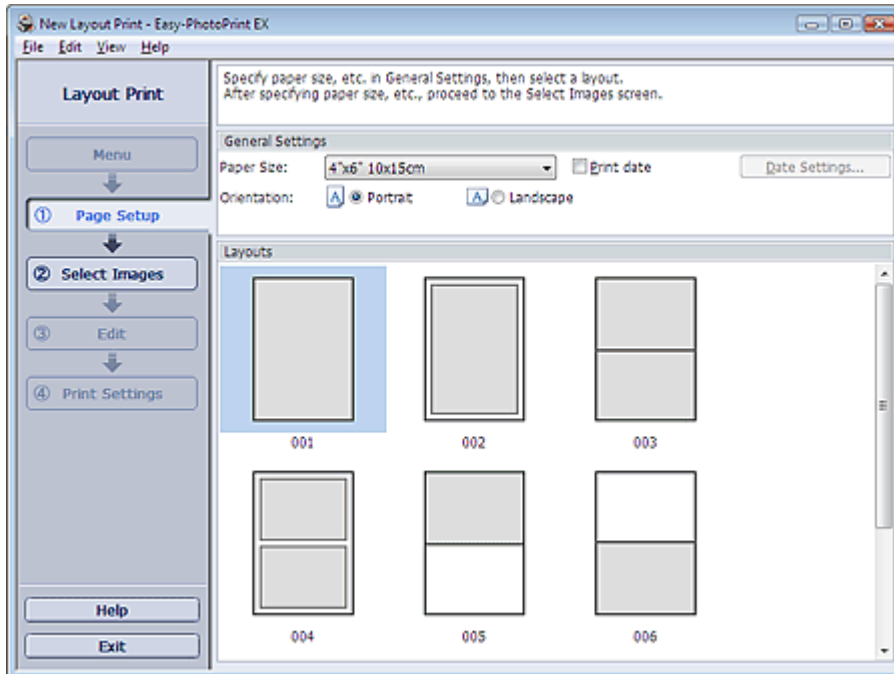 New Layout Print - Easy-PhotoPrint EX
File Edit View Help
Layout Print
Specify paper size, etc. in General Settings, then select a layout.
After specifying paper size, etc., proceed to the Select Images screen.
Menu
① Page Setup
② Select Images
③ Edit
④ Print Settings
Help
Exit
General Settings
Paper Size: 4"x6" 10x15cm Print date Date Settings...
Orientation: A Portrait A Landscape
Layouts
001 002 003
004 005 006